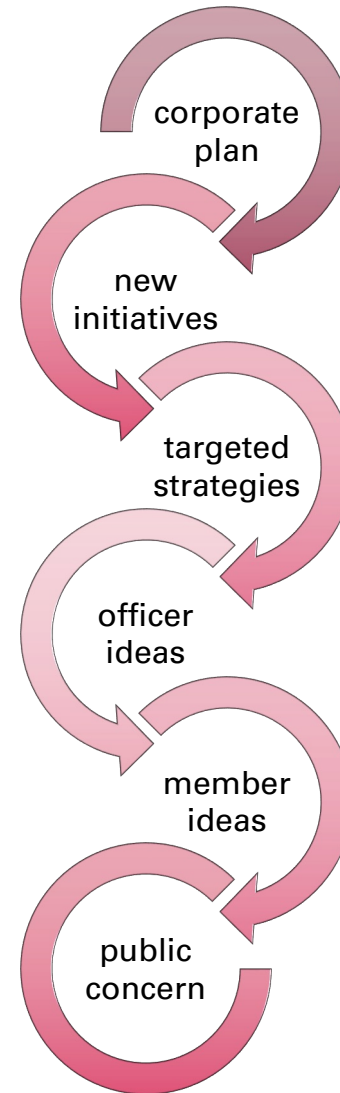 corporate
plan
new
initiatives
targeted
strategies
officer
ideas
member
ideas
public
concern